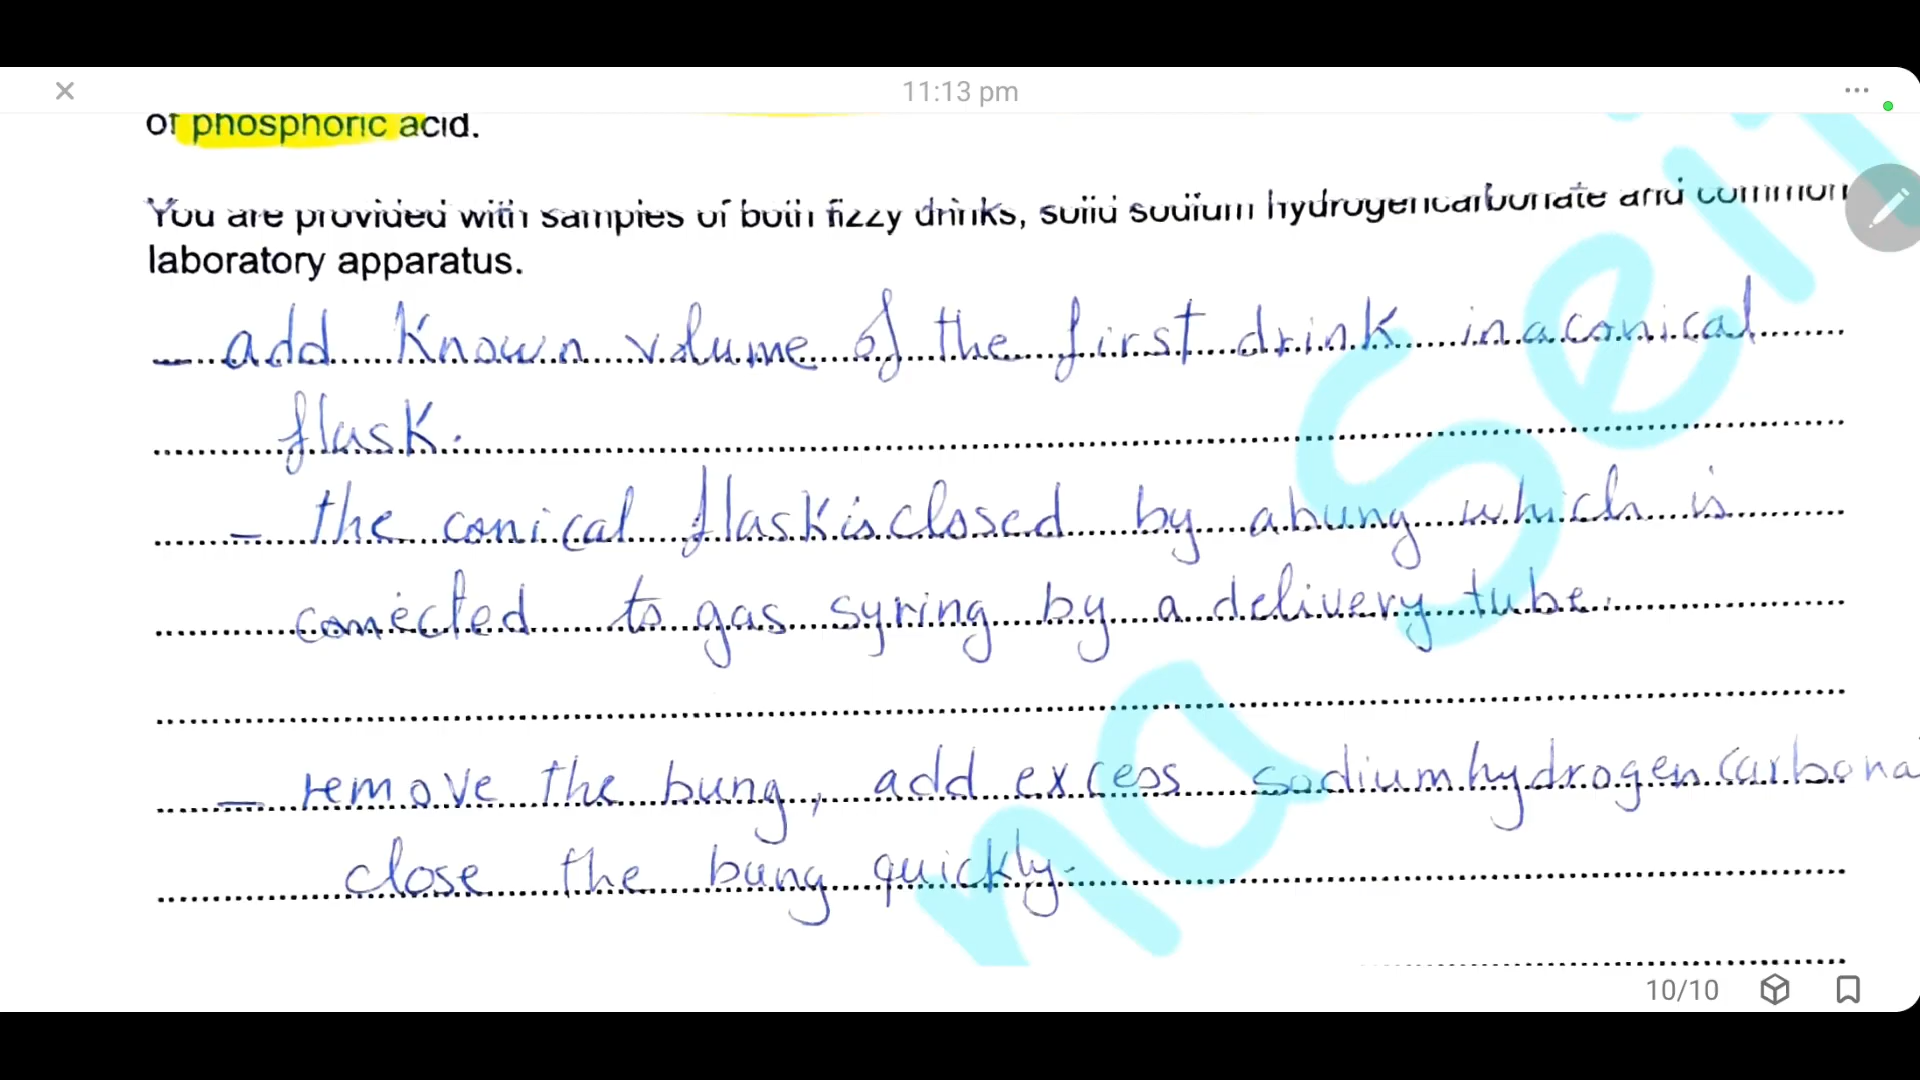 11:13 pm
of phosphoric acid.
You are provided with samples of both fizzy drinks, solid sodium hydrogencarbonate and common
laboratory apparatus.
– add Known volume of the first drink in a conical
flask.
– the conical flask is closed by a bung which is
connected to gas syring by a delivery tube.
– remove the bung, add excess sodium hydrogen carbona
close the bung quickly.
10/10